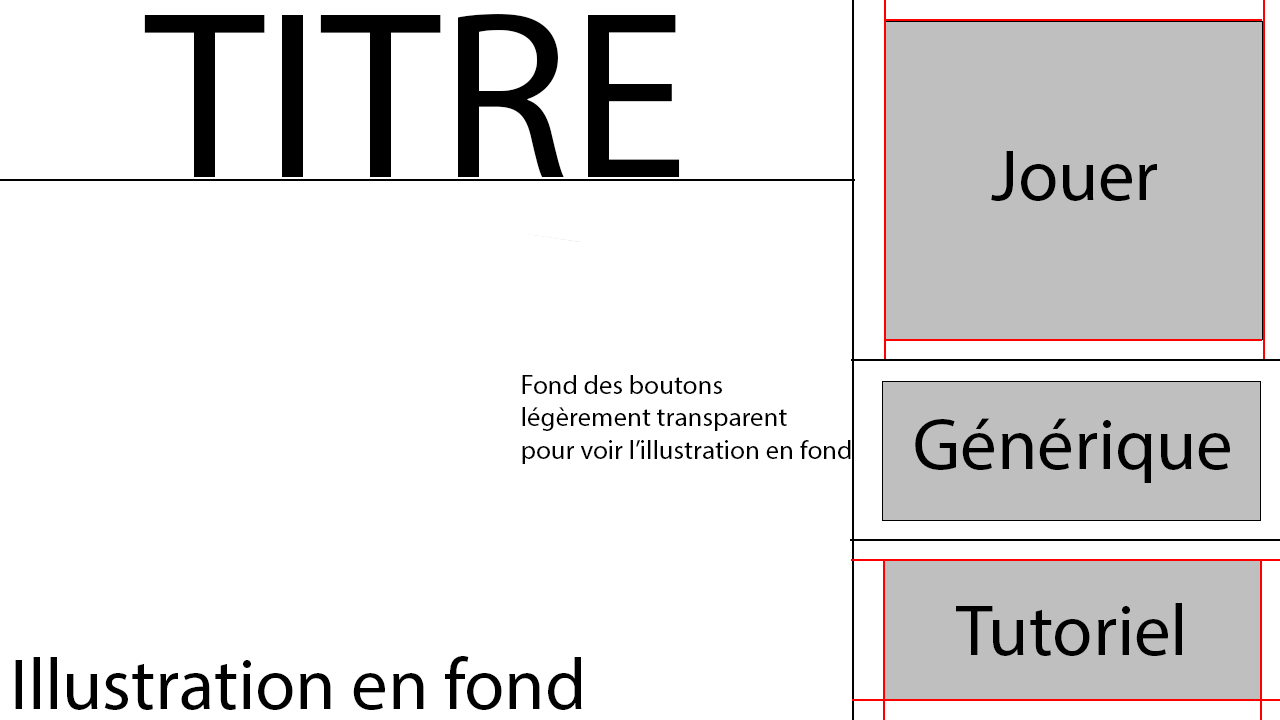 TITRE
Jouer
Fond des boutons
légèrement transparent
pour voir l’illustration en fond
Générique
Tutoriel
Illustration en fond